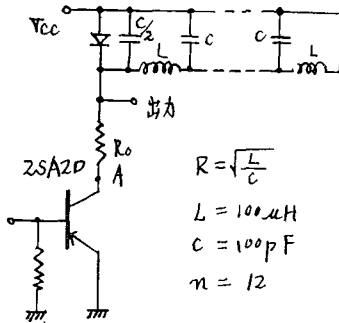 Vcc
C/2
C
C
L
L
出力
R₀
A
2SA20
R = √L/C
L = 100μH
C = 100pF
n = 12